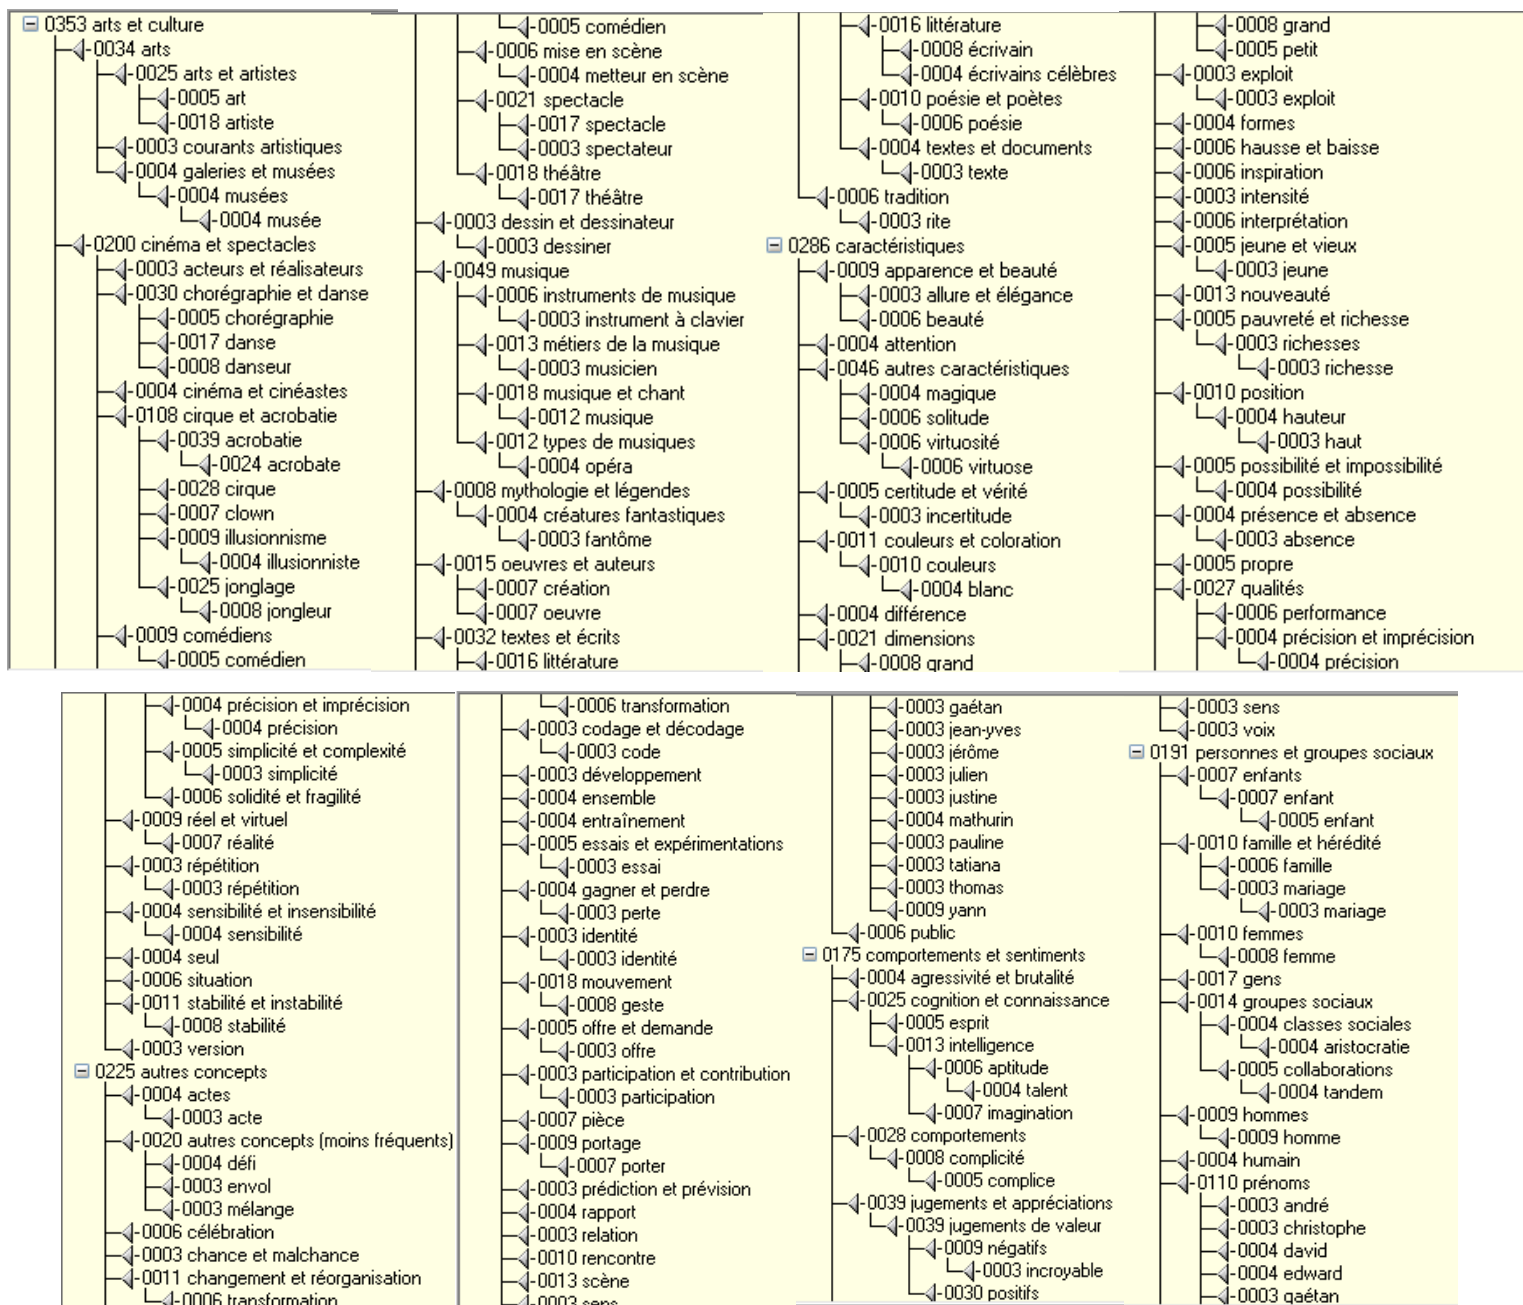 0353 arts et culture
0034 arts
0025 arts et artistes
0005 art
0018 artiste
0003 courants artistiques
0004 galeries et musées
0004 musées
0004 musée
0200 cinéma et spectacles
0003 acteurs et réalisateurs
0030 chorégraphie et danse
0005 chorégraphie
0017 danse
0008 danseur
0004 cinéma et cinéastes
0108 cirque et acrobatie
0039 acrobatie
0024 acrobate
0028 cirque
0007 clown
0009 illusionnisme
0004 illusionniste
0025 jonglage
0008 jongleur
0009 comédiens
0005 comédien
0005 comédien
0006 mise en scène
0004 metteur en scène
0021 spectacle
0017 spectacle
0003 spectateur
0018 théâtre
0017 théâtre
0003 dessin et dessinateur
0003 dessiner
0049 musique
0006 instruments de musique
0003 instrument à clavier
0013 métiers de la musique
0003 musicien
0018 musique et chant
0012 musique
0012 types de musiques
0004 opéra
0008 mythologie et légendes
0004 créatures fantastiques
0003 fantôme
0015 oeuvres et auteurs
0007 création
0007 oeuvre
0032 textes et écrits
0016 littérature
0016 littérature
0008 écrivain
0004 écrivains célèbres
0010 poésie et poètes
0006 poésie
0004 textes et documents
0003 texte
0006 tradition
0003 rite
0286 caractéristiques
0009 apparence et beauté
0003 allure et élégance
0006 beauté
0004 attention
0046 autres caractéristiques
0004 magique
0006 solitude
0006 virtuosité
0006 virtuose
0005 certitude et vérité
0003 incertitude
0011 couleurs et coloration
0010 couleurs
0004 blanc
0004 différence
0021 dimensions
0008 grand
0008 grand
0005 petit
0003 exploit
0003 exploit
0004 formes
0006 hausse et baisse
0006 inspiration
0003 intensité
0006 interprétation
0005 jeune et vieux
0003 jeune
0013 nouveauté
0005 pauvreté et richesse
0003 richesses
0003 richesse
0010 position
0004 hauteur
0003 haut
0005 possibilité et impossibilité
0004 possibilité
0004 présence et absence
0003 absence
0005 propre
0027 qualités
0006 performance
0004 précision et imprécision
0004 précision
0004 précision et imprécision
0004 précision
0005 simplicité et complexité
0003 simplicité
0006 solidité et fragilité
0009 réel et virtuel
0007 réalité
0003 répétition
0003 répétition
0004 sensibilité et insensibilité
0004 sensibilité
0004 seul
0006 situation
0011 stabilité et instabilité
0008 stabilité
0003 version
0225 autres concepts
0004 actes
0003 acte
0020 autres concepts (moins fréquents)
0004 défi
0003 envol
0003 mélange
0006 célébration
0003 chance et malchance
0011 changement et réorganisation
0006 transformation
0006 transformation
0003 codage et décodage
0003 code
0003 développement
0004 ensemble
0004 entraînement
0005 essais et expérimentations
0003 essai
0004 gagner et perdre
0003 perte
0003 identité
0003 identité
0018 mouvement
0008 geste
0005 offre et demande
0003 offre
0003 participation et contribution
0003 participation
0007 pièce
0009 portage
0007 porter
0003 prédiction et prévision
0004 rapport
0003 relation
0010 rencontre
0013 scène
0003 sens
0003 gaétan
0003 jean-yves
0003 jérôme
0003 julien
0003 justine
0004 mathurin
0003 pauline
0003 tatiana
0003 thomas
0009 yann
0006 public
0175 comportements et sentiments
0004 agressivité et brutalité
0025 cognition et connaissance
0005 esprit
0013 intelligence
0006 aptitude
0004 talent
0007 imagination
0028 comportements
0008 complicité
0005 complice
0039 jugements et appréciations
0039 jugements de valeur
0009 négatifs
0003 incroyable
0030 positifs
0003 sens
0003 voix
0191 personnes et groupes sociaux
0007 enfants
0007 enfant
0005 enfant
0010 famille et hérédité
0006 famille
0003 mariage
0003 mariage
0010 femmes
0008 femme
0017 gens
0014 groupes sociaux
0004 classes sociales
0004 aristocratie
0005 collaborations
0004 tandem
0009 hommes
0009 homme
0004 humain
0110 prénoms
0003 andré
0003 christophe
0004 david
0004 edward
0003 gaétan